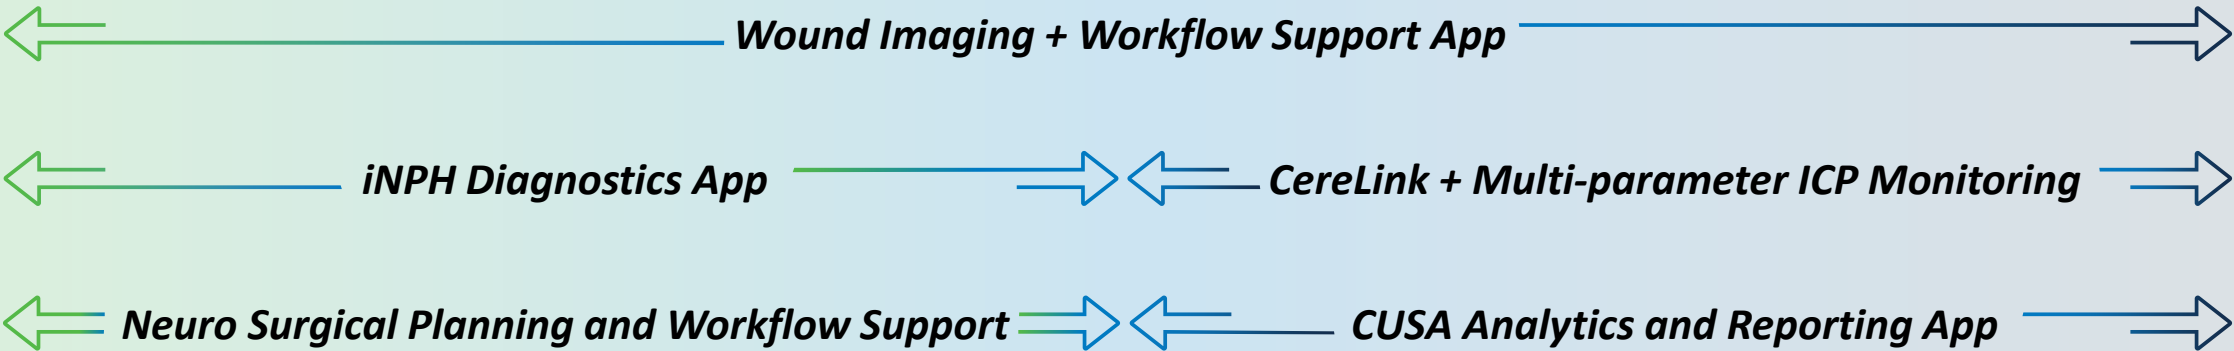 Wound Imaging + Workflow Support App
iNPH Diagnostics App
CereLink + Multi-parameter ICP Monitoring
Neuro Surgical Planning and Workflow Support
CUSA Analytics and Reporting App